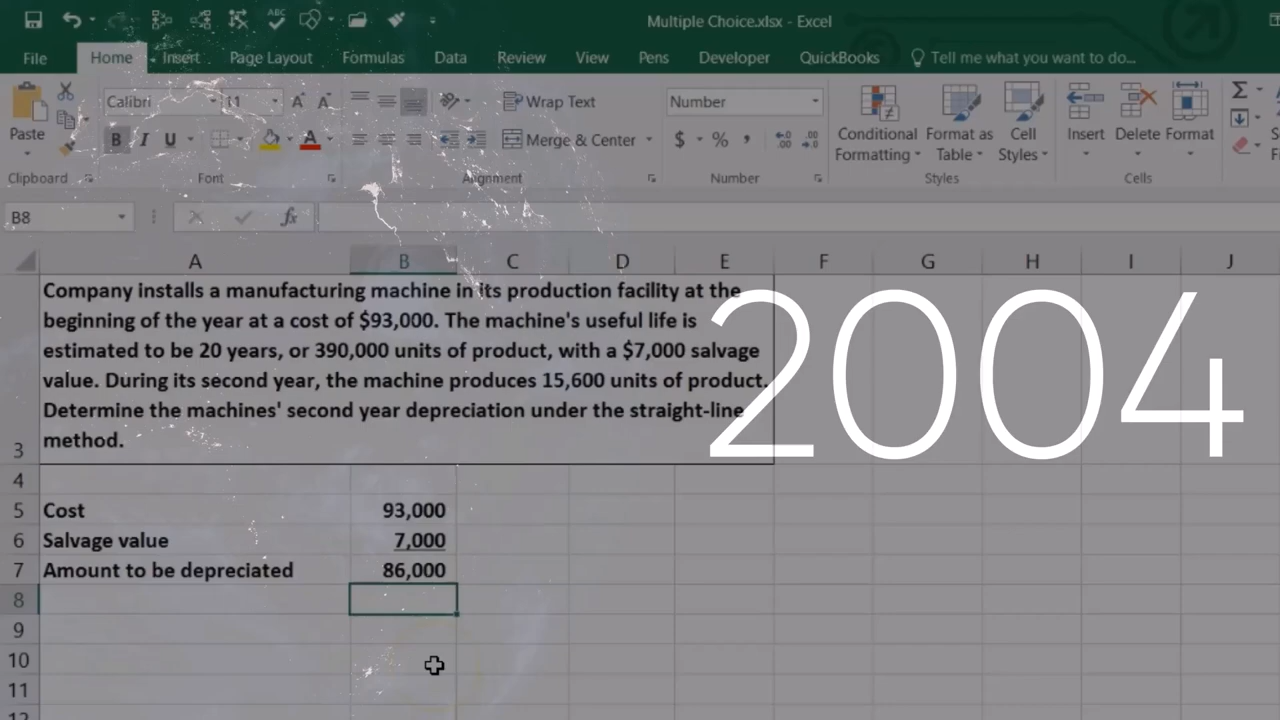 Multiple Choice.xlsx - Excel
File Home Insert Page Layout Formulas Data Review View Pens Developer QuickBooks Tell me what you want to do...
Paste
Calibri 11
Wrap Text
Number
B I U
Merge & Center
$ % ,
Conditional Formatting
Format as Table
Cell Styles
Insert Delete Format
Clipboard Font Alignment Number Styles Cells
B8 fx
A B C D E F G H I J
Company installs a manufacturing machine in its production facility at the
beginning of the year at a cost of $93,000. The machine's useful life is
estimated to be 20 years, or 390,000 units of product, with a $7,000 salvage
value. During its second year, the machine produces 15,600 units of product.
Determine the machines' second year depreciation under the straight-line
3 method.
2004
4
5 Cost 93,000
6 Salvage value 7,000
7 Amount to be depreciated 86,000
8
9
10
11